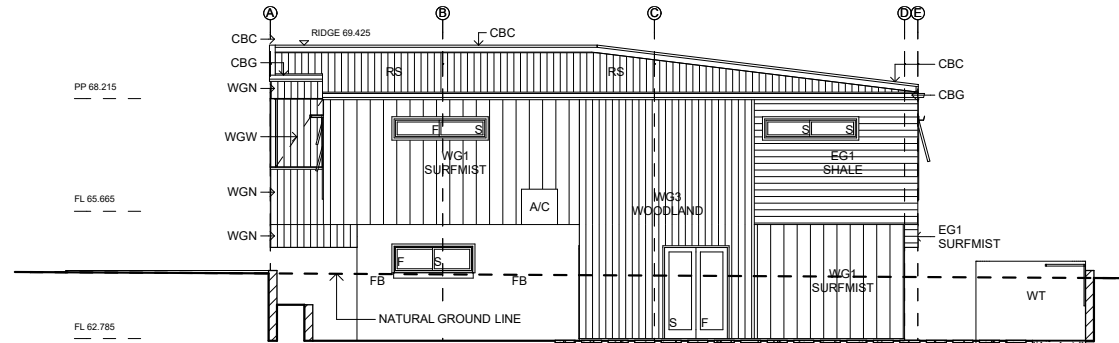 A
B
C
D
E
CBC
RIDGE 69.425
CBC
CBG
RS
RS
CBC
PP 68.215
WGN
CBG
WGW
F
S
S
S
WG1
SURFMIST
EG1
SHALE
FL 65.665
WGN
A/C
WG3
WOODLAND
WGN
EG1
SURFMIST
F
S
FB
FB
WG1
SURFMIST
WT
NATURAL GROUND LINE
S
F
FL 62.785